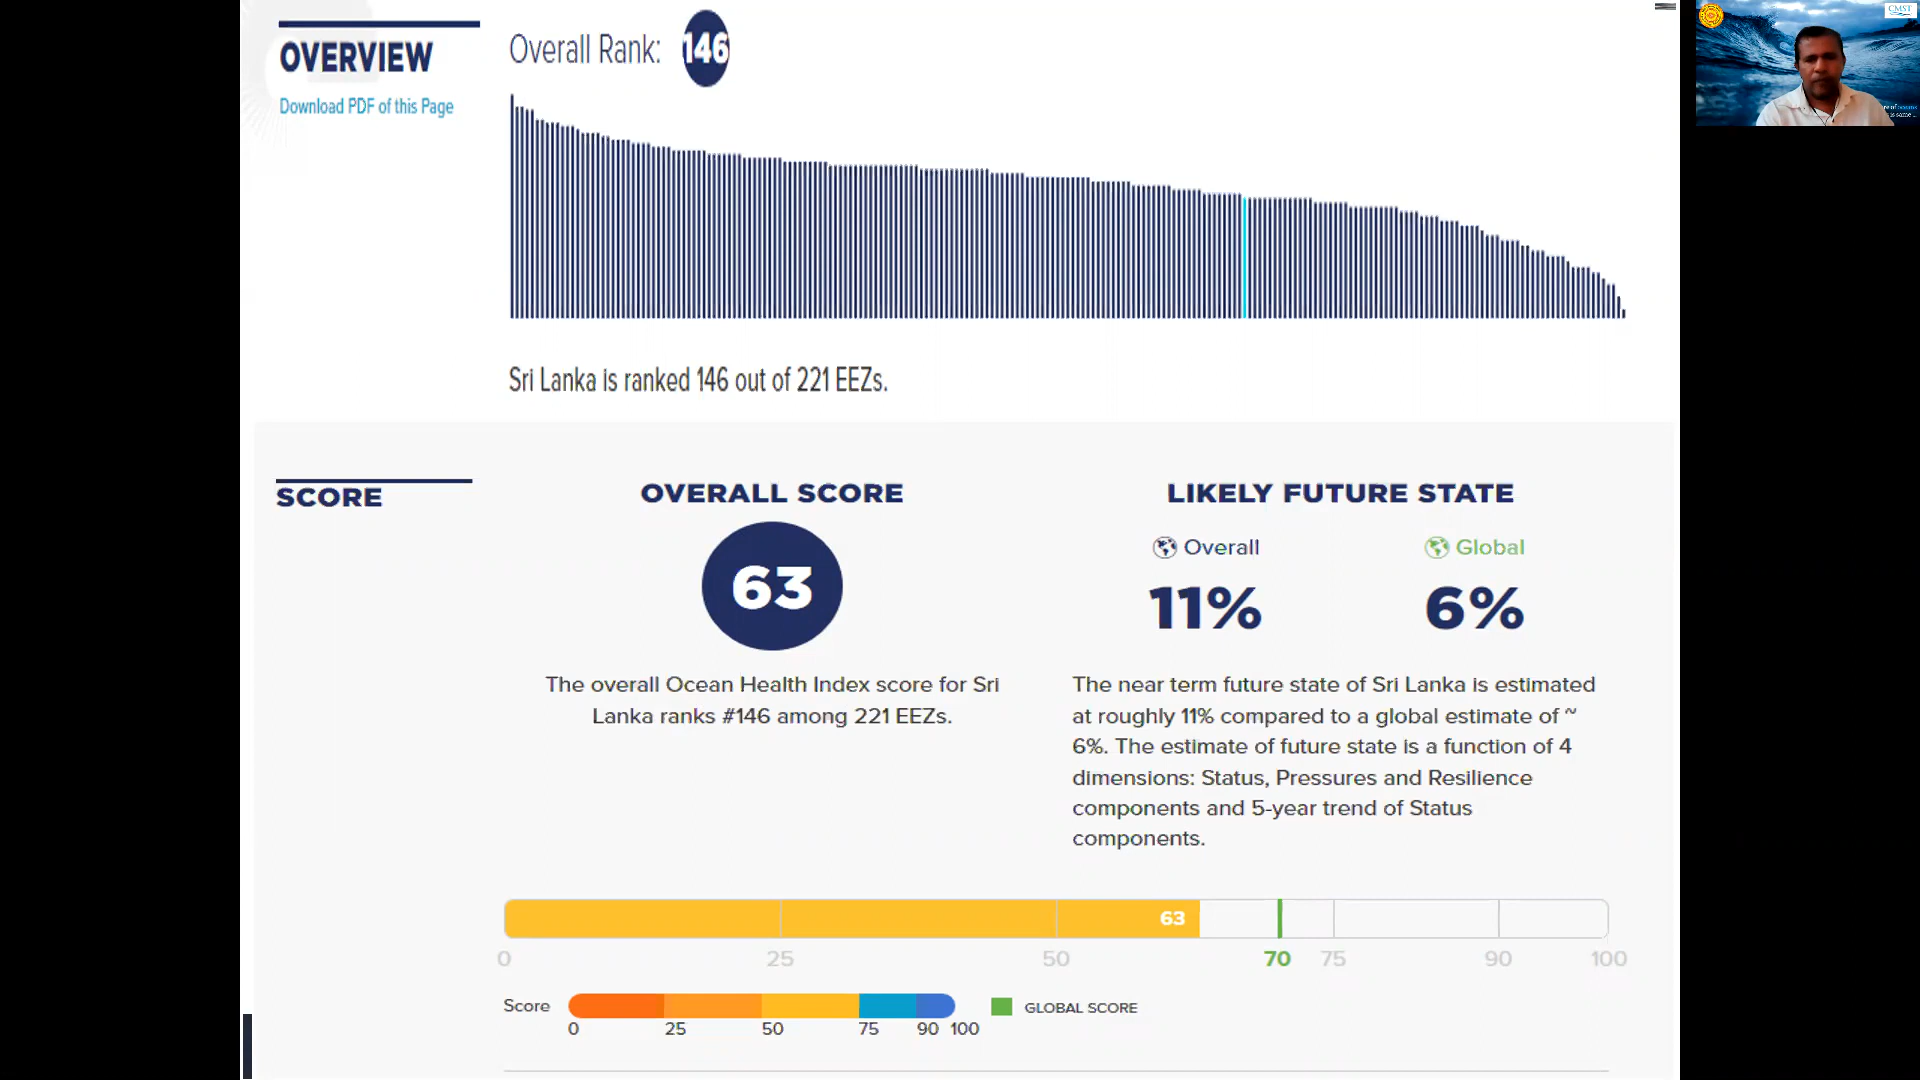 OVERVIEW
Download PDF of this Page
Overall Rank: 146
Sri Lanka is ranked 146 out of 221 EEZs.
SCORE
OVERALL SCORE
63
The overall Ocean Health Index score for Sri
Lanka ranks #146 among 221 EEZs.
LIKELY FUTURE STATE
Overall Global
11% 6%
The near term future state of Sri Lanka is estimated
at roughly 11% compared to a global estimate of ~
6%. The estimate of future state is a function of 4
dimensions: Status, Pressures and Resilience
components and 5-year trend of Status
components.
63
0 25 50 70 75 90 100
Score
0 25 50 75 90 100
GLOBAL SCORE
CMST